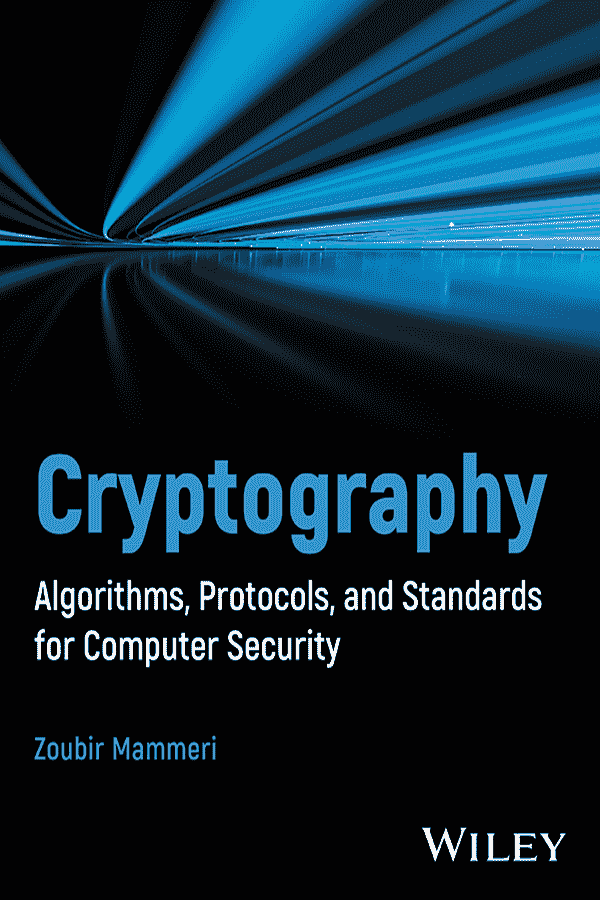 Cryptography
Algorithms, Protocols, and Standards
for Computer Security
Zoubir Mammeri
WILEY